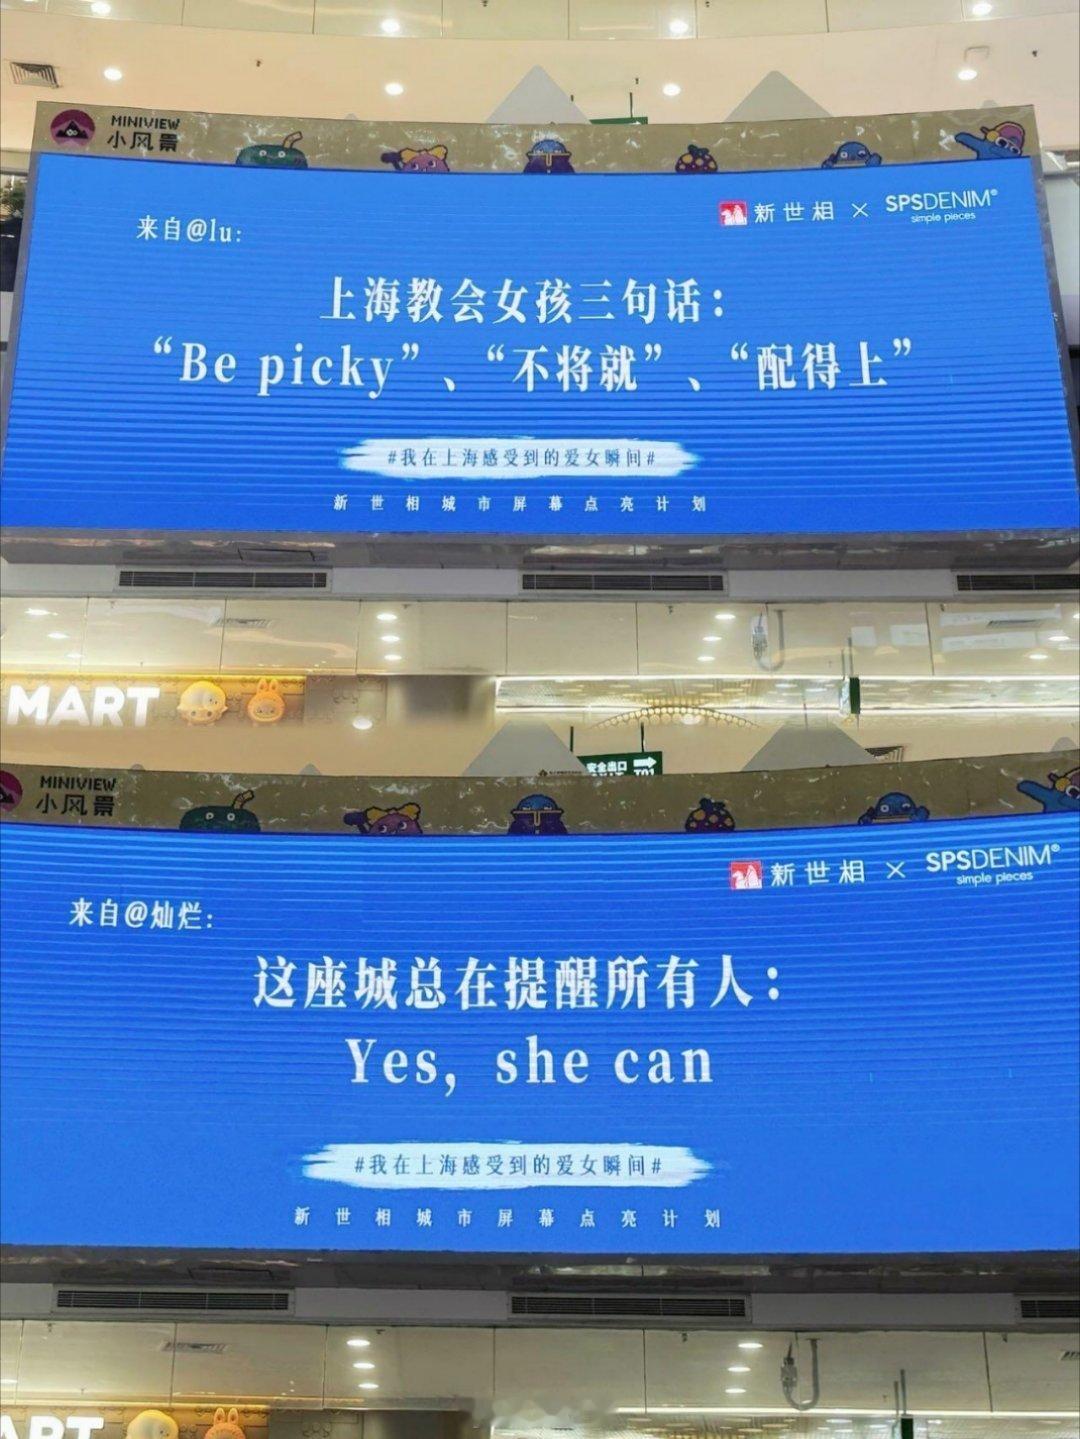 MINIVIEW
小风景
新世相 × SPSDENIM®
simple pieces
来自@lu:
上海教会女孩三句话：
“Be picky”、“不将就”、“配得上”
#我在上海感受到的爱女瞬间#
新世相城市屏幕点亮计划
MART
安全出口
MINIVIEW
小风景
新世相 × SPSDENIM®
simple pieces
来自@灿烂:
这座城总在提醒所有人：
Yes, she can
#我在上海感受到的爱女瞬间#
新世相城市屏幕点亮计划
ART